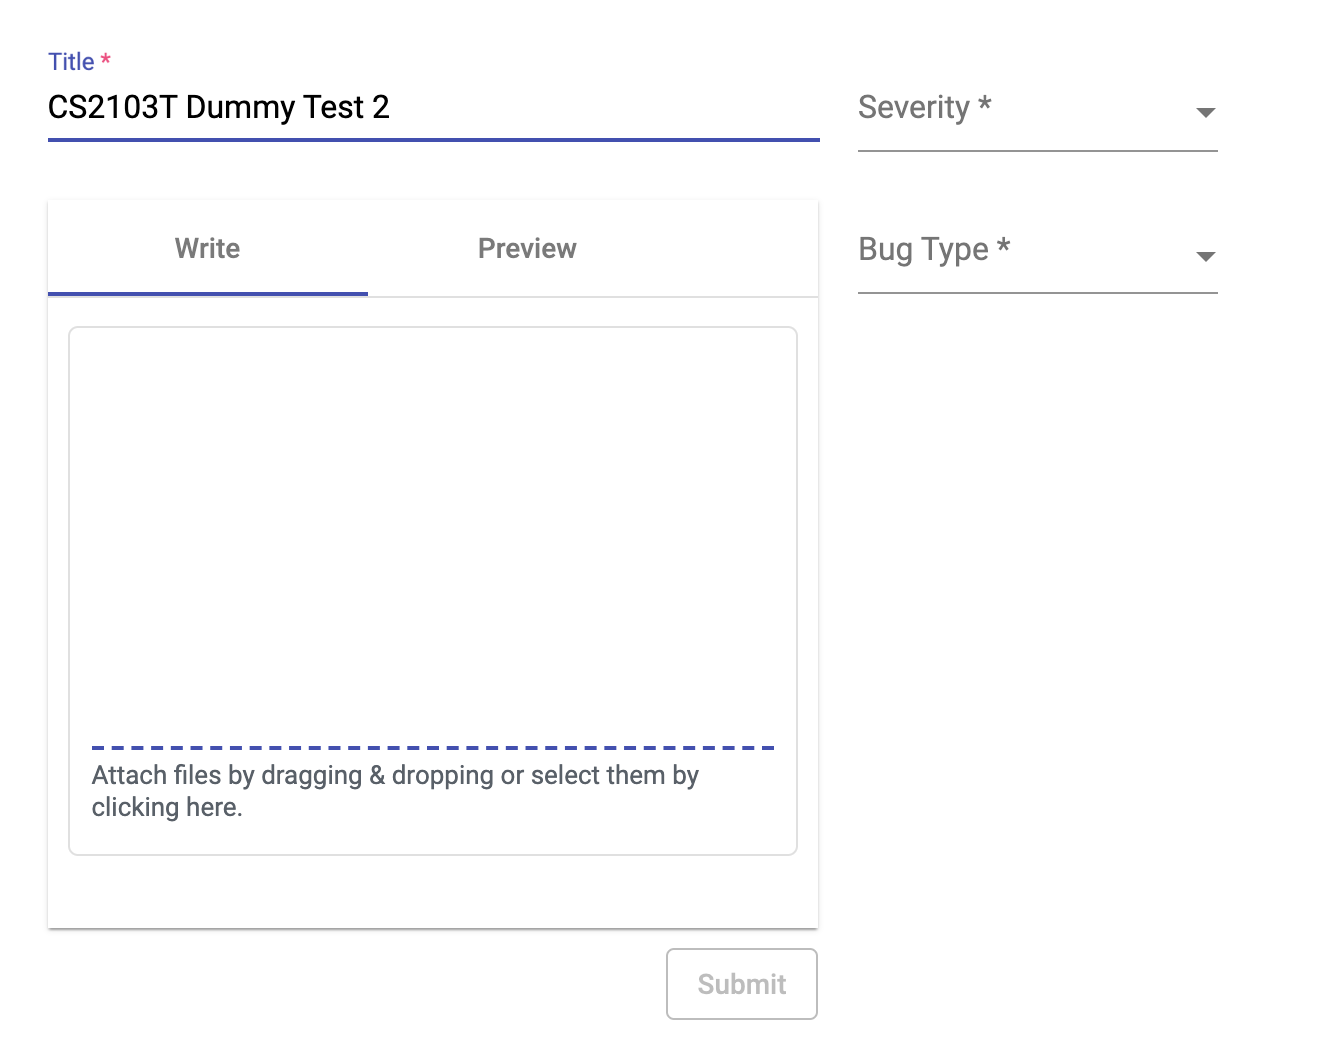 Title *
CS2103T Dummy Test 2
Severity *
Write
Preview
Bug Type *
Attach files by dragging & dropping or select them by
clicking here.
Submit